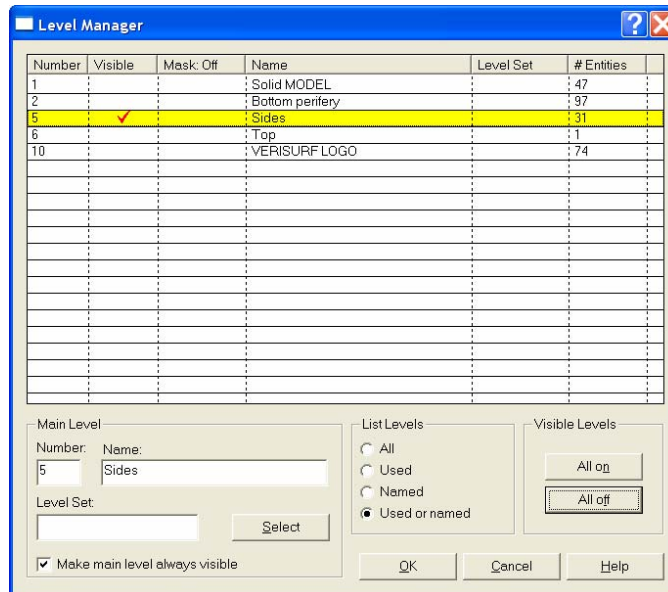 Level Manager
Number Visible Mask: Off Name Level Set # Entities
1 Solid MODEL 47
2 Bottom perifery 97
5 Sides 31
6 Top 1
10 VERISURF LOGO 74
Main Level
Number: Name:
5 Sides
Level Set:
Select
Make main level always visible
List Levels
All
Used
Named
Used or named
Visible Levels
All on
All off
OK Cancel Help